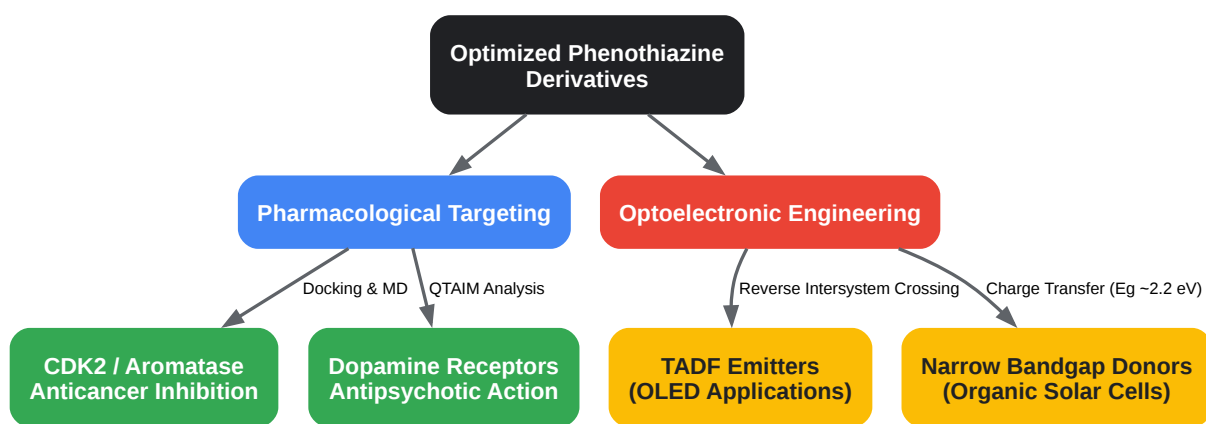 Optimized Phenothiazine
Derivatives
Pharmacological Targeting
Optoelectronic Engineering
Docking & MD
QTAIM Analysis
Reverse Intersystem Crossing
Charge Transfer (Eg ~2.2 eV)
CDK2 / Aromatase
Anticancer Inhibition
Dopamine Receptors
Antipsychotic Action
TADF Emitters
(OLED Applications)
Narrow Bandgap Donors
(Organic Solar Cells)